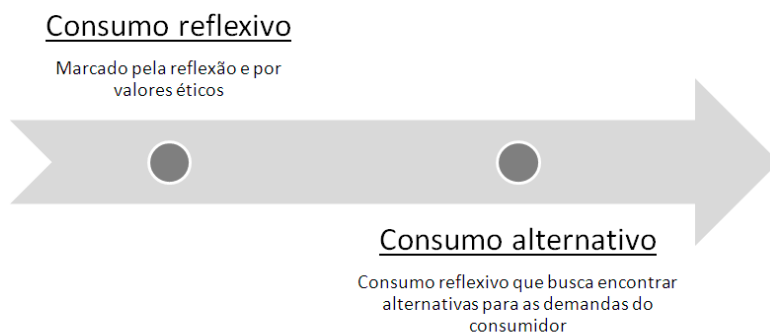 Consumo reflexivo
Marcado pela reflexão e por
valores éticos
Consumo alternativo
Consumo reflexivo que busca encontrar
alternativas para as demandas do
consumidor